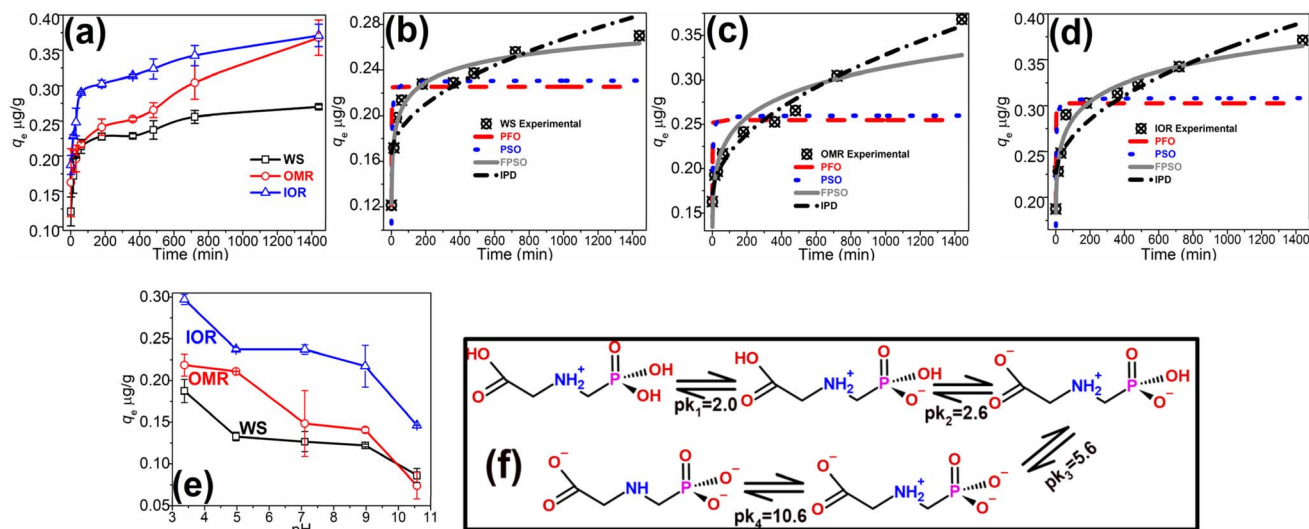 (a)
q_e µg/g
0.40
0.35
0.30
0.25
0.20
0.15
0.10
WS
OMR
IOR
0 200 400 600 800 1000 1200 1400
Time (min)
(b)
q_e µg/g
0.28
0.24
0.20
0.16
0.12
WS Experimental
PFO
PSO
FPSO
IPD
0 200 400 600 800 1000 1200 1400
Time (min)
(c)
q_e µg/g
0.35
0.30
0.25
0.20
0.15
OMR Experimental
PFO
PSO
FPSO
IPD
0 200 400 600 800 1000 1200 1400
Time (min)
(d)
q_e µg/g
0.40
0.35
0.30
0.25
0.20
IOR Experimental
PFO
PSO
FPSO
IPD
0 200 400 600 800 1000 1200 1400
Time (min)
(e)
q_e µg/g
0.30
0.25
0.20
0.15
0.10
0.05
IOR
OMR
WS
3 4 5 6 7 8 9 10 11
pH
(f)
HO O NH2+ P O OH OH
pk1=2.0
HO O NH2+ P O OH O−
pk2=2.6
O− O NH2+ P O OH O−
pk3=5.6
O− O NH P O O− O−
pk4=10.6
O− O NH2+ P O O− O−